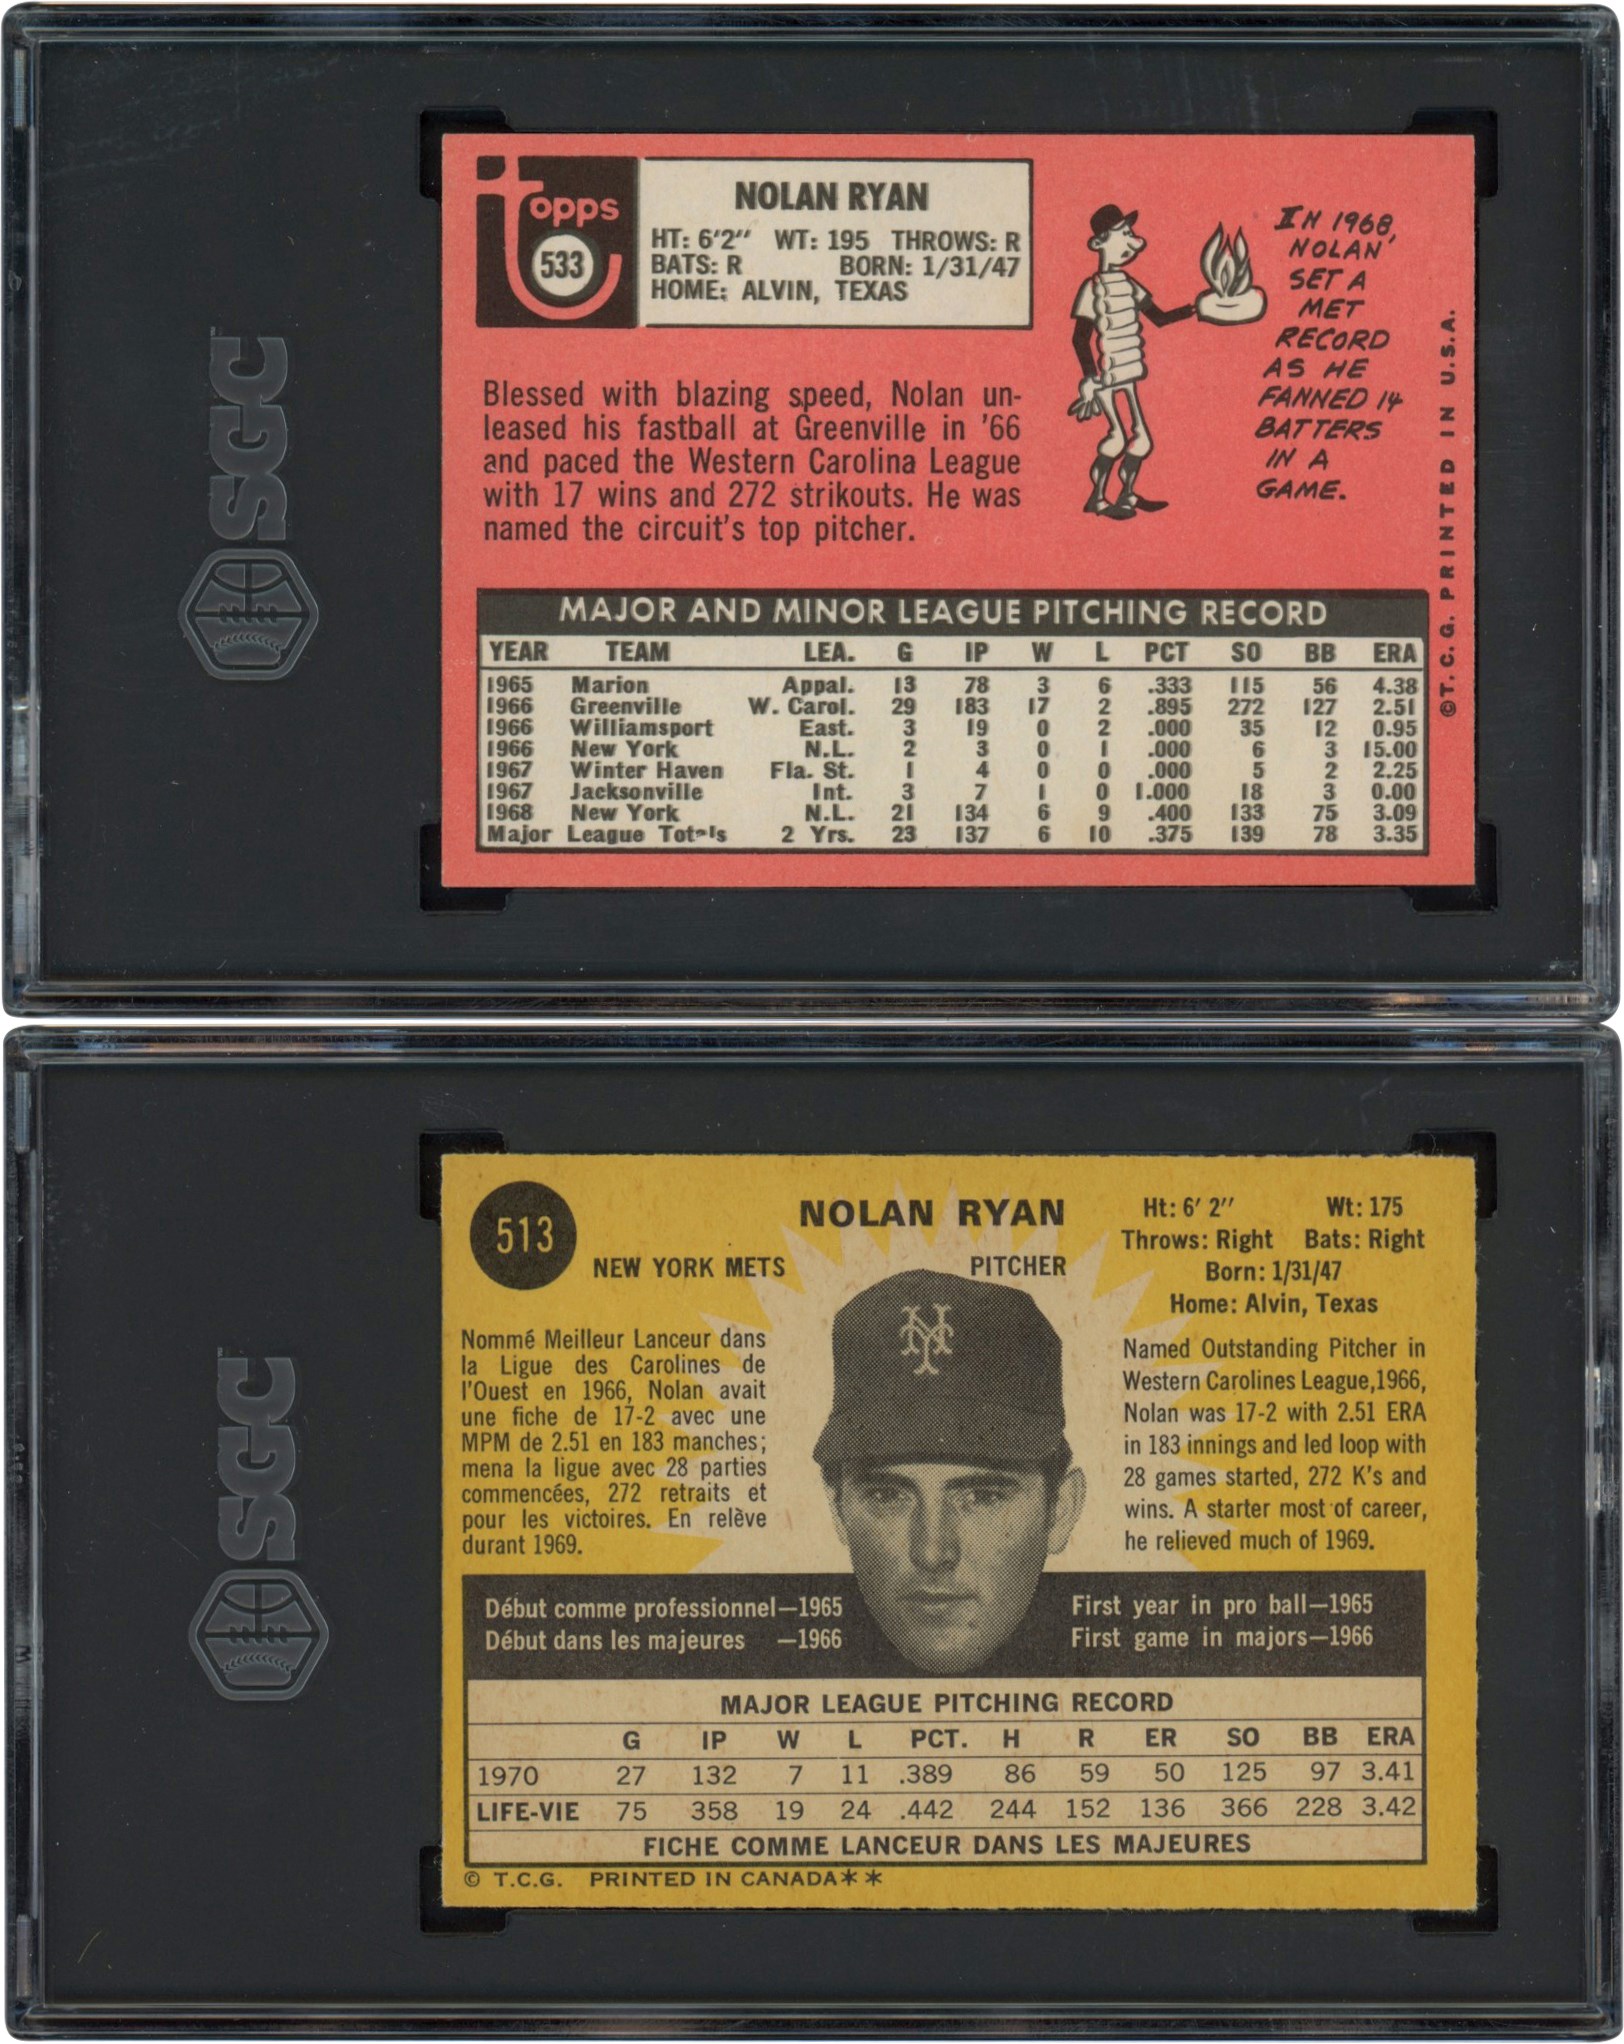 SGC
Topps
533
NOLAN RYAN
HT: 6'2" WT: 195 THROWS: R
BATS: R BORN: 1/31/47
HOME: ALVIN, TEXAS
Blessed with blazing speed, Nolan un-
leased his fastball at Greenville in '66
and paced the Western Carolina League
with 17 wins and 272 strikouts. He was
named the circuit's top pitcher.
IN 1968,
NOLAN
SET A
MET
RECORD
AS HE
FANNED 14
BATTERS
IN A
GAME.
©T. C. G. PRINTED IN U.S.A.
MAJOR AND MINOR LEAGUE PITCHING RECORD
YEAR TEAM LEA. G IP W L PCT SO BB ERA
1965 Marion Appal. 13 78 3 6 .333 115 56 4.38
1966 Greenville W. Carol. 29 183 17 2 .895 272 127 2.51
1966 Williamsport East. 3 19 0 2 .000 35 12 0.95
1966 New York N.L. 2 3 0 1 .000 6 3 15.00
1967 Winter Haven Fla. St. 1 4 0 0 .000 5 2 2.25
1967 Jacksonville Int. 3 7 1 0 1.000 18 3 0.00
1968 New York N.L. 21 134 6 9 .400 133 75 3.09
Major League Totals 2 Yrs. 23 137 6 10 .375 139 78 3.35
SGC
513
NOLAN RYAN
NEW YORK METS PITCHER
Ht: 6' 2" Wt: 175
Throws: Right Bats: Right
Born: 1/31/47
Home: Alvin, Texas
Nommé Meilleur Lanceur dans
la Ligue des Carolines de
l'Ouest en 1966, Nolan avait
une fiche de 17-2 avec une
MPM de 2.51 en 183 manches;
mena la ligue avec 28 parties
commencées, 272 retraits et
pour les victoires. En relève
durant 1969.
Named Outstanding Pitcher in
Western Carolines League,1966,
Nolan was 17-2 with 2.51 ERA
in 183 innings and led loop with
28 games started, 272 K's and
wins. A starter most of career,
he relieved much of 1969.
Début comme professionnel—1965
Début dans les majeures —1966
First year in pro ball—1965
First game in majors—1966
MAJOR LEAGUE PITCHING RECORD
G IP W L PCT. H R ER SO BB ERA
1970 27 132 7 11 .389 86 59 50 125 97 3.41
LIFE-VIE 75 358 19 24 .442 244 152 136 366 228 3.42
FICHE COMME LANCEUR DANS LES MAJEURES
© T.C.G. PRINTED IN CANADA**